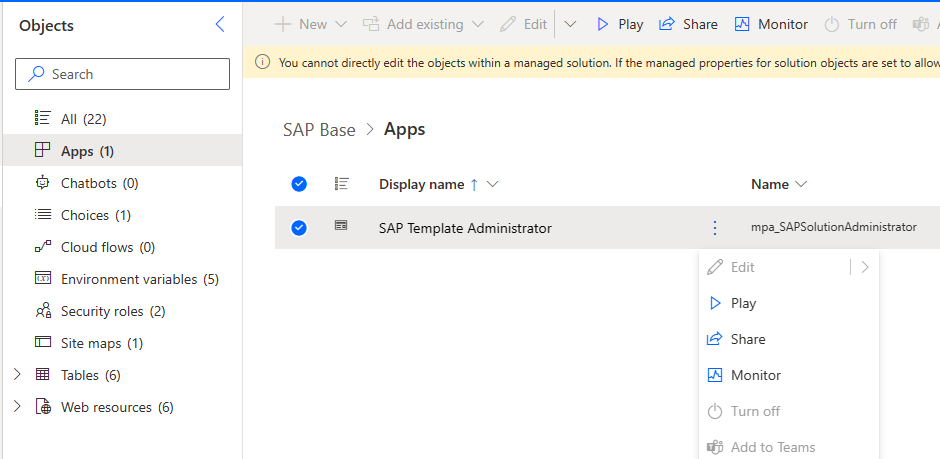 Objects
New
Add existing
Edit
Play
Share
Monitor
Turn off
Search
You cannot directly edit the objects within a managed solution. If the managed properties for solution objects are set to allow
All (22)
Apps (1)
Chatbots (0)
Choices (1)
Cloud flows (0)
Environment variables (5)
Security roles (2)
Site maps (1)
Tables (6)
Web resources (6)
SAP Base > Apps
Display name ↑
Name
SAP Template Administrator
mpa_SAPSolutionAdministrator
Edit
Play
Share
Monitor
Turn off
Add to Teams